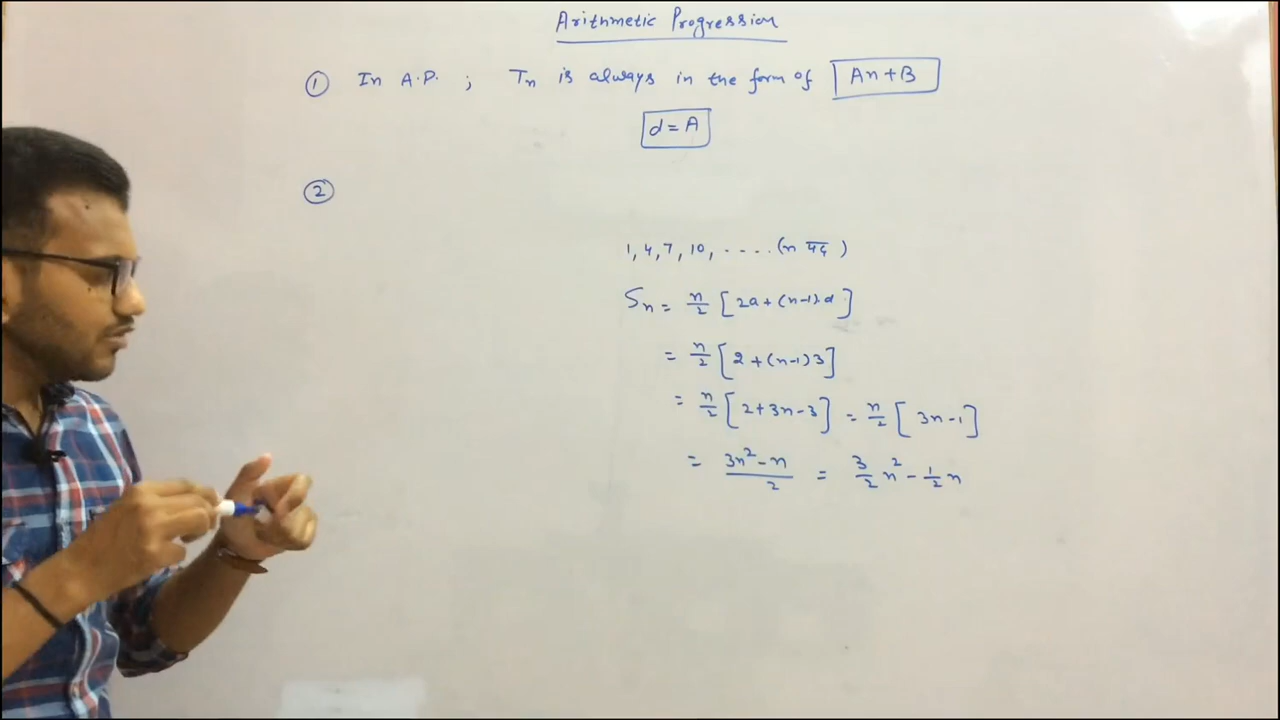 Arithmetic Progression
① In A.P. ; Tn is always in the form of An+B
d = A
②
1, 4, 7, 10, ..... (n पद)
Sn = n/2 [2a + (n-1)d]
= n/2 [2 + (n-1)3]
= n/2 [2+3n-3] = n/2 [3n-1]
= 3n²-n/2 = 3/2 n² - 1/2 n